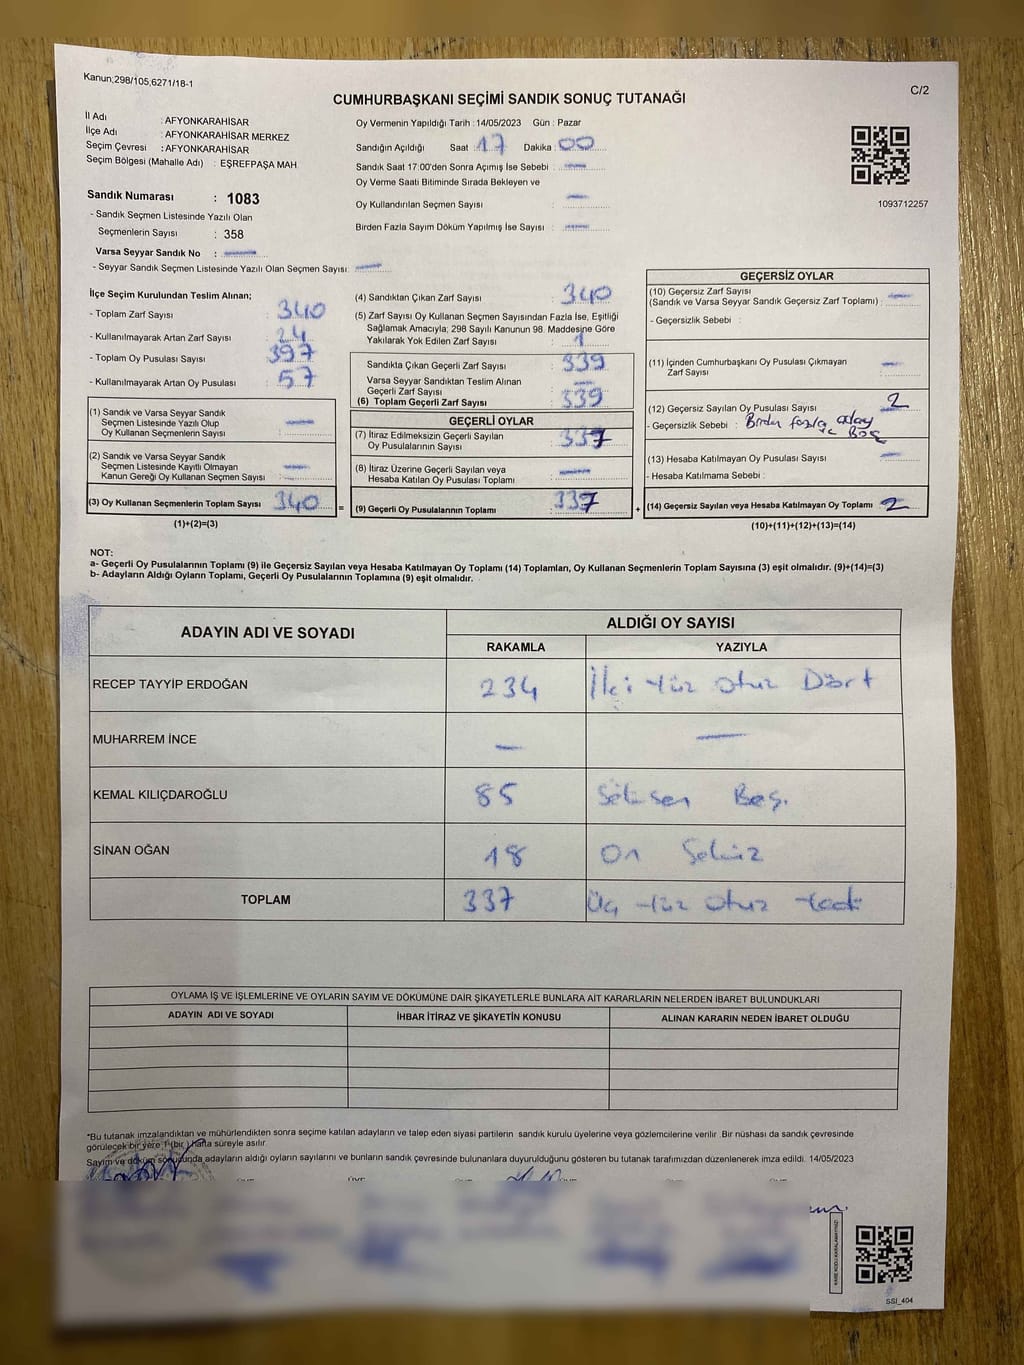 Kanun;298/105,6271/18-1
C/2
CUMHURBAŞKANI SEÇİMİ SANDIK SONUÇ TUTANAĞI
İl Adı : AFYONKARAHİSAR
İlçe Adı : AFYONKARAHİSAR MERKEZ
Seçim Çevresi : AFYONKARAHİSAR
Seçim Bölgesi (Mahalle Adı) : EŞREFPAŞA MAH.
Sandık Numarası : 1083
- Sandık Seçmen Listesinde Yazılı Olan
Seçmenlerin Sayısı : 358
Varsa Seyyar Sandık No : —
- Seyyar Sandık Seçmen Listesinde Yazılı Olan Seçmen Sayısı: —
Oy Vermenin Yapıldığı Tarih : 14/05/2023 Gün : Pazar
Sandığın Açıldığı Saat : 17 Dakika : 00
Sandık Saat 17:00'den Sonra Açımış İse Sebebi : —
Oy Verme Saati Bitiminde Sırada Bekleyen ve
Oy Kullandırılan Seçmen Sayısı : —
Birden Fazla Sayım Döküm Yapılmış İse Sayısı : —
1093712257
İlçe Seçim Kurulundan Teslim Alınan;
- Toplam Zarf Sayısı : 340
- Kullanılmayarak Artan Zarf Sayısı : 24
- Toplam Oy Pusulası Sayısı : 397
- Kullanılmayarak Artan Oy Pusulası : 57
(1) Sandık ve Varsa Seyyar Sandık
Seçmen Listesinde Yazılı Olup
Oy Kullanan Seçmenlerin Sayısı : —
(2) Sandık ve Varsa Seyyar Sandık
Seçmen Listesinde Kayıtlı Olmayan
Kanun Gereği Oy Kullanan Seçmen Sayısı : —
(3) Oy Kullanan Seçmenlerin Toplam Sayısı : 340
(1)+(2)=(3)
(4) Sandıktan Çıkan Zarf Sayısı : 340
(5) Zarf Sayısı Oy Kullanan Seçmen Sayısından Fazla İse, Eşitliği
Sağlamak Amacıyla; 298 Sayılı Kanunun 98. Maddesine Göre
Yakılarak Yok Edilen Zarf Sayısı : 1
Sandıkta Çıkan Geçerli Zarf Sayısı : 339
Varsa Seyyar Sandıktan Teslim Alınan
Geçerli Zarf Sayısı : —
(6) Toplam Geçerli Zarf Sayısı : 339
GEÇERLİ OYLAR
(7) İtiraz Edilmeksizin Geçerli Sayılan
Oy Pusulalarının Sayısı : 337
(8) İtiraz Üzerine Geçerli Sayılan veya
Hesaba Katılan Oy Pusulası Toplamı : —
= (9) Geçerli Oy Pusulalarının Toplamı : 337 +
GEÇERSİZ OYLAR
(10) Geçersiz Zarf Sayısı
(Sandık ve Varsa Seyyar Sandık Geçersiz Zarf Toplamı) : —
- Geçersizlik Sebebi :
(11) İçinden Cumhurbaşkanı Oy Pusulası Çıkmayan
Zarf Sayısı : —
(12) Geçersiz Sayılan Oy Pusulası Sayısı : 2
- Geçersizlik Sebebi : Birden fazla aday
ve Boş
(13) Hesaba Katılmayan Oy Pusulası Sayısı : —
- Hesaba Katılmama Sebebi :
(14) Geçersiz Sayılan veya Hesaba Katılmayan Oy Toplamı : 2
(10)+(11)+(12)+(13)=(14)
NOT:
a- Geçerli Oy Pusulalarının Toplamı (9) ile Geçersiz Sayılan veya Hesaba Katılmayan Oy Toplamı (14) Toplamları, Oy Kullanan Seçmenlerin Toplam Sayısına (3) eşit olmalıdır. (9)+(14)=(3)
b- Adayların Aldığı Oyların Toplamı, Geçerli Oy Pusulalarının Toplamına (9) eşit olmalıdır.
ADAYIN ADI VE SOYADI
ALDIĞI OY SAYISI
RAKAMLA YAZIYLA
RECEP TAYYİP ERDOĞAN 234 İki Yüz Otuz Dört
MUHARREM İNCE — —
KEMAL KILIÇDAROĞLU 85 Seksen Beş.
SİNAN OĞAN 18 On Sekiz
TOPLAM 337 Üç Yüz Otuz Yedi
OYLAMA İŞ VE İŞLEMLERİNE VE OYLARIN SAYIM VE DÖKÜMÜNE DAİR ŞİKAYETLERLE BUNLARA AİT KARARLARIN NELERDEN İBARET BULUNDUKLARI
ADAYIN ADI VE SOYADI İHBAR İTİRAZ VE ŞİKAYETİN KONUSU ALINAN KARARIN NEDEN İBARET OLDUĞU
*Bu tutanak imzalandıktan ve mühürlendikten sonra seçime katılan adayların ve talep eden siyasi partilerin sandık kurulu üyelerine veya gözlemcilerine verilir .Bir nüshası da sandık çevresinde
görülecek bir yere 1 (bir ) hafta süreyle asılır.
Sayım ve döküm sonucunda adayların aldığı oyların sayılarını ve bunların sandık çevresinde bulunanlara duyurulduğunu gösteren bu tutanak tarafımızdan düzenlenerek imza edildi. 14/05/2023
KARE KODU KARALAMAYINIZ!
SSİ_404